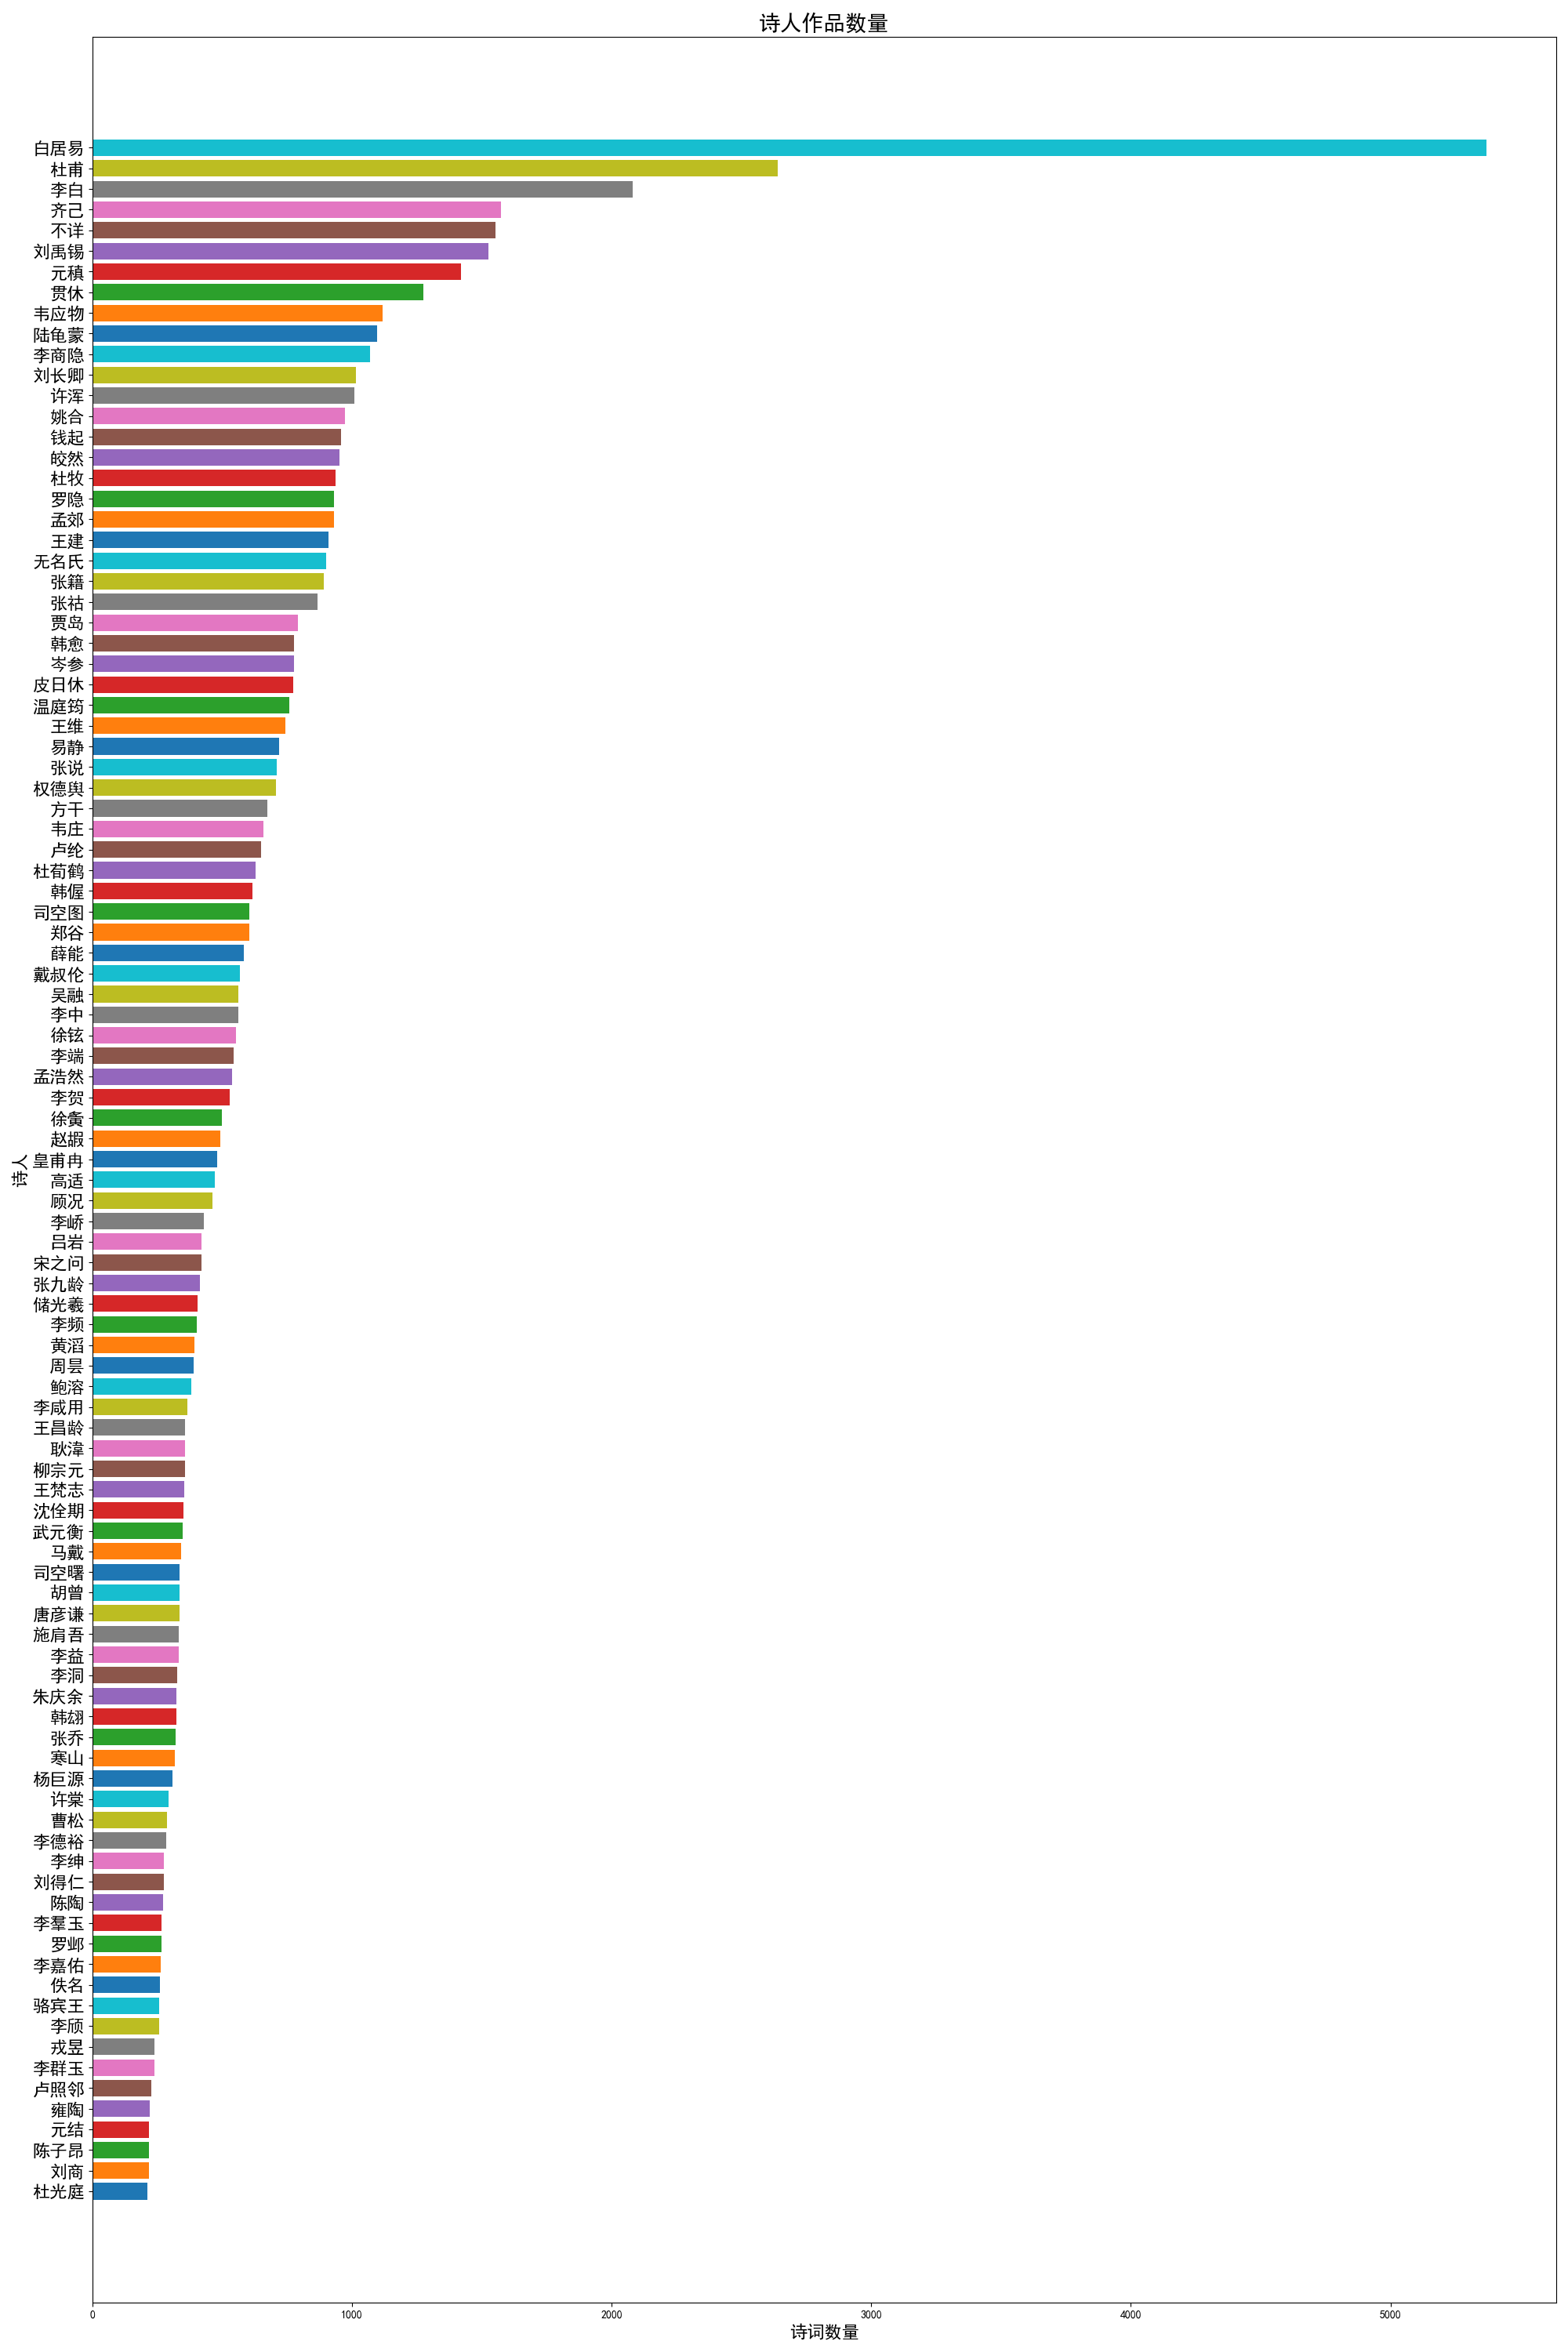 诗人作品数量
白居易
杜甫
李白
齐己
不详
刘禹锡
元稹
贯休
韦应物
陆龟蒙
李商隐
刘长卿
许浑
姚合
钱起
皎然
杜牧
罗隐
孟郊
王建
无名氏
张籍
张祜
贾岛
韩愈
岑参
皮日休
温庭筠
王维
易静
张说
权德舆
方干
韦庄
卢纶
杜荀鹤
韩偓
司空图
郑谷
薛能
戴叔伦
吴融
李中
徐铉
李端
孟浩然
李贺
徐夤
赵嘏
皇甫冉
高适
顾况
李峤
吕岩
宋之问
张九龄
储光羲
李频
黄滔
周昙
鲍溶
李咸用
王昌龄
耿湋
柳宗元
王梵志
沈佺期
武元衡
马戴
司空曙
胡曾
唐彦谦
施肩吾
李益
李洞
朱庆余
韩翃
张乔
寒山
杨巨源
许棠
曹松
李德裕
李绅
刘得仁
陈陶
李羣玉
罗邺
李嘉佑
佚名
骆宾王
李颀
戎昱
李群玉
卢照邻
雍陶
元结
陈子昂
刘商
杜光庭
诗人
0 1000 2000 3000 4000 5000
诗词数量